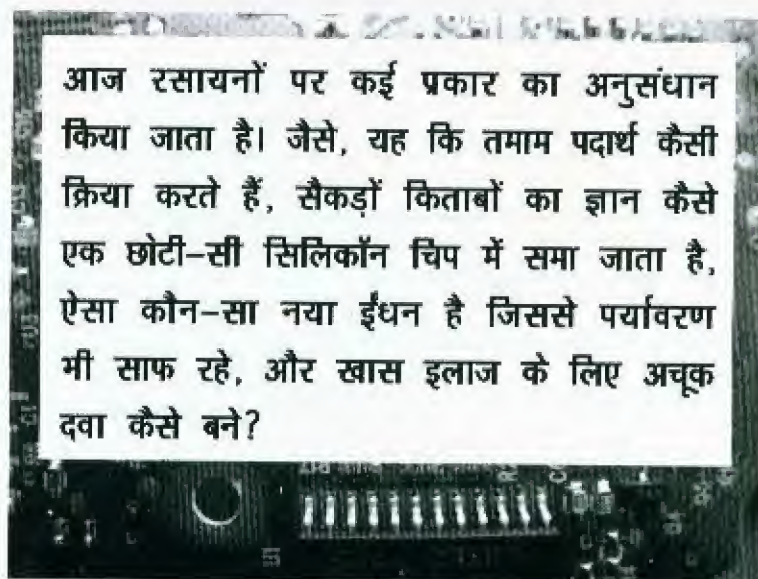 आज रसायनों पर कई प्रकार का अनुसंधान
किया जाता है। जैसे, यह कि तमाम पदार्थ कैसी
क्रिया करते हैं, सैकड़ों किताबों का ज्ञान कैसे
एक छोटी-सी सिलिकॉन चिप में समा जाता है,
ऐसा कौन-सा नया ईंधन है जिससे पर्यावरण
भी साफ रहे, और खास इलाज के लिए अचूक
दवा कैसे बने?